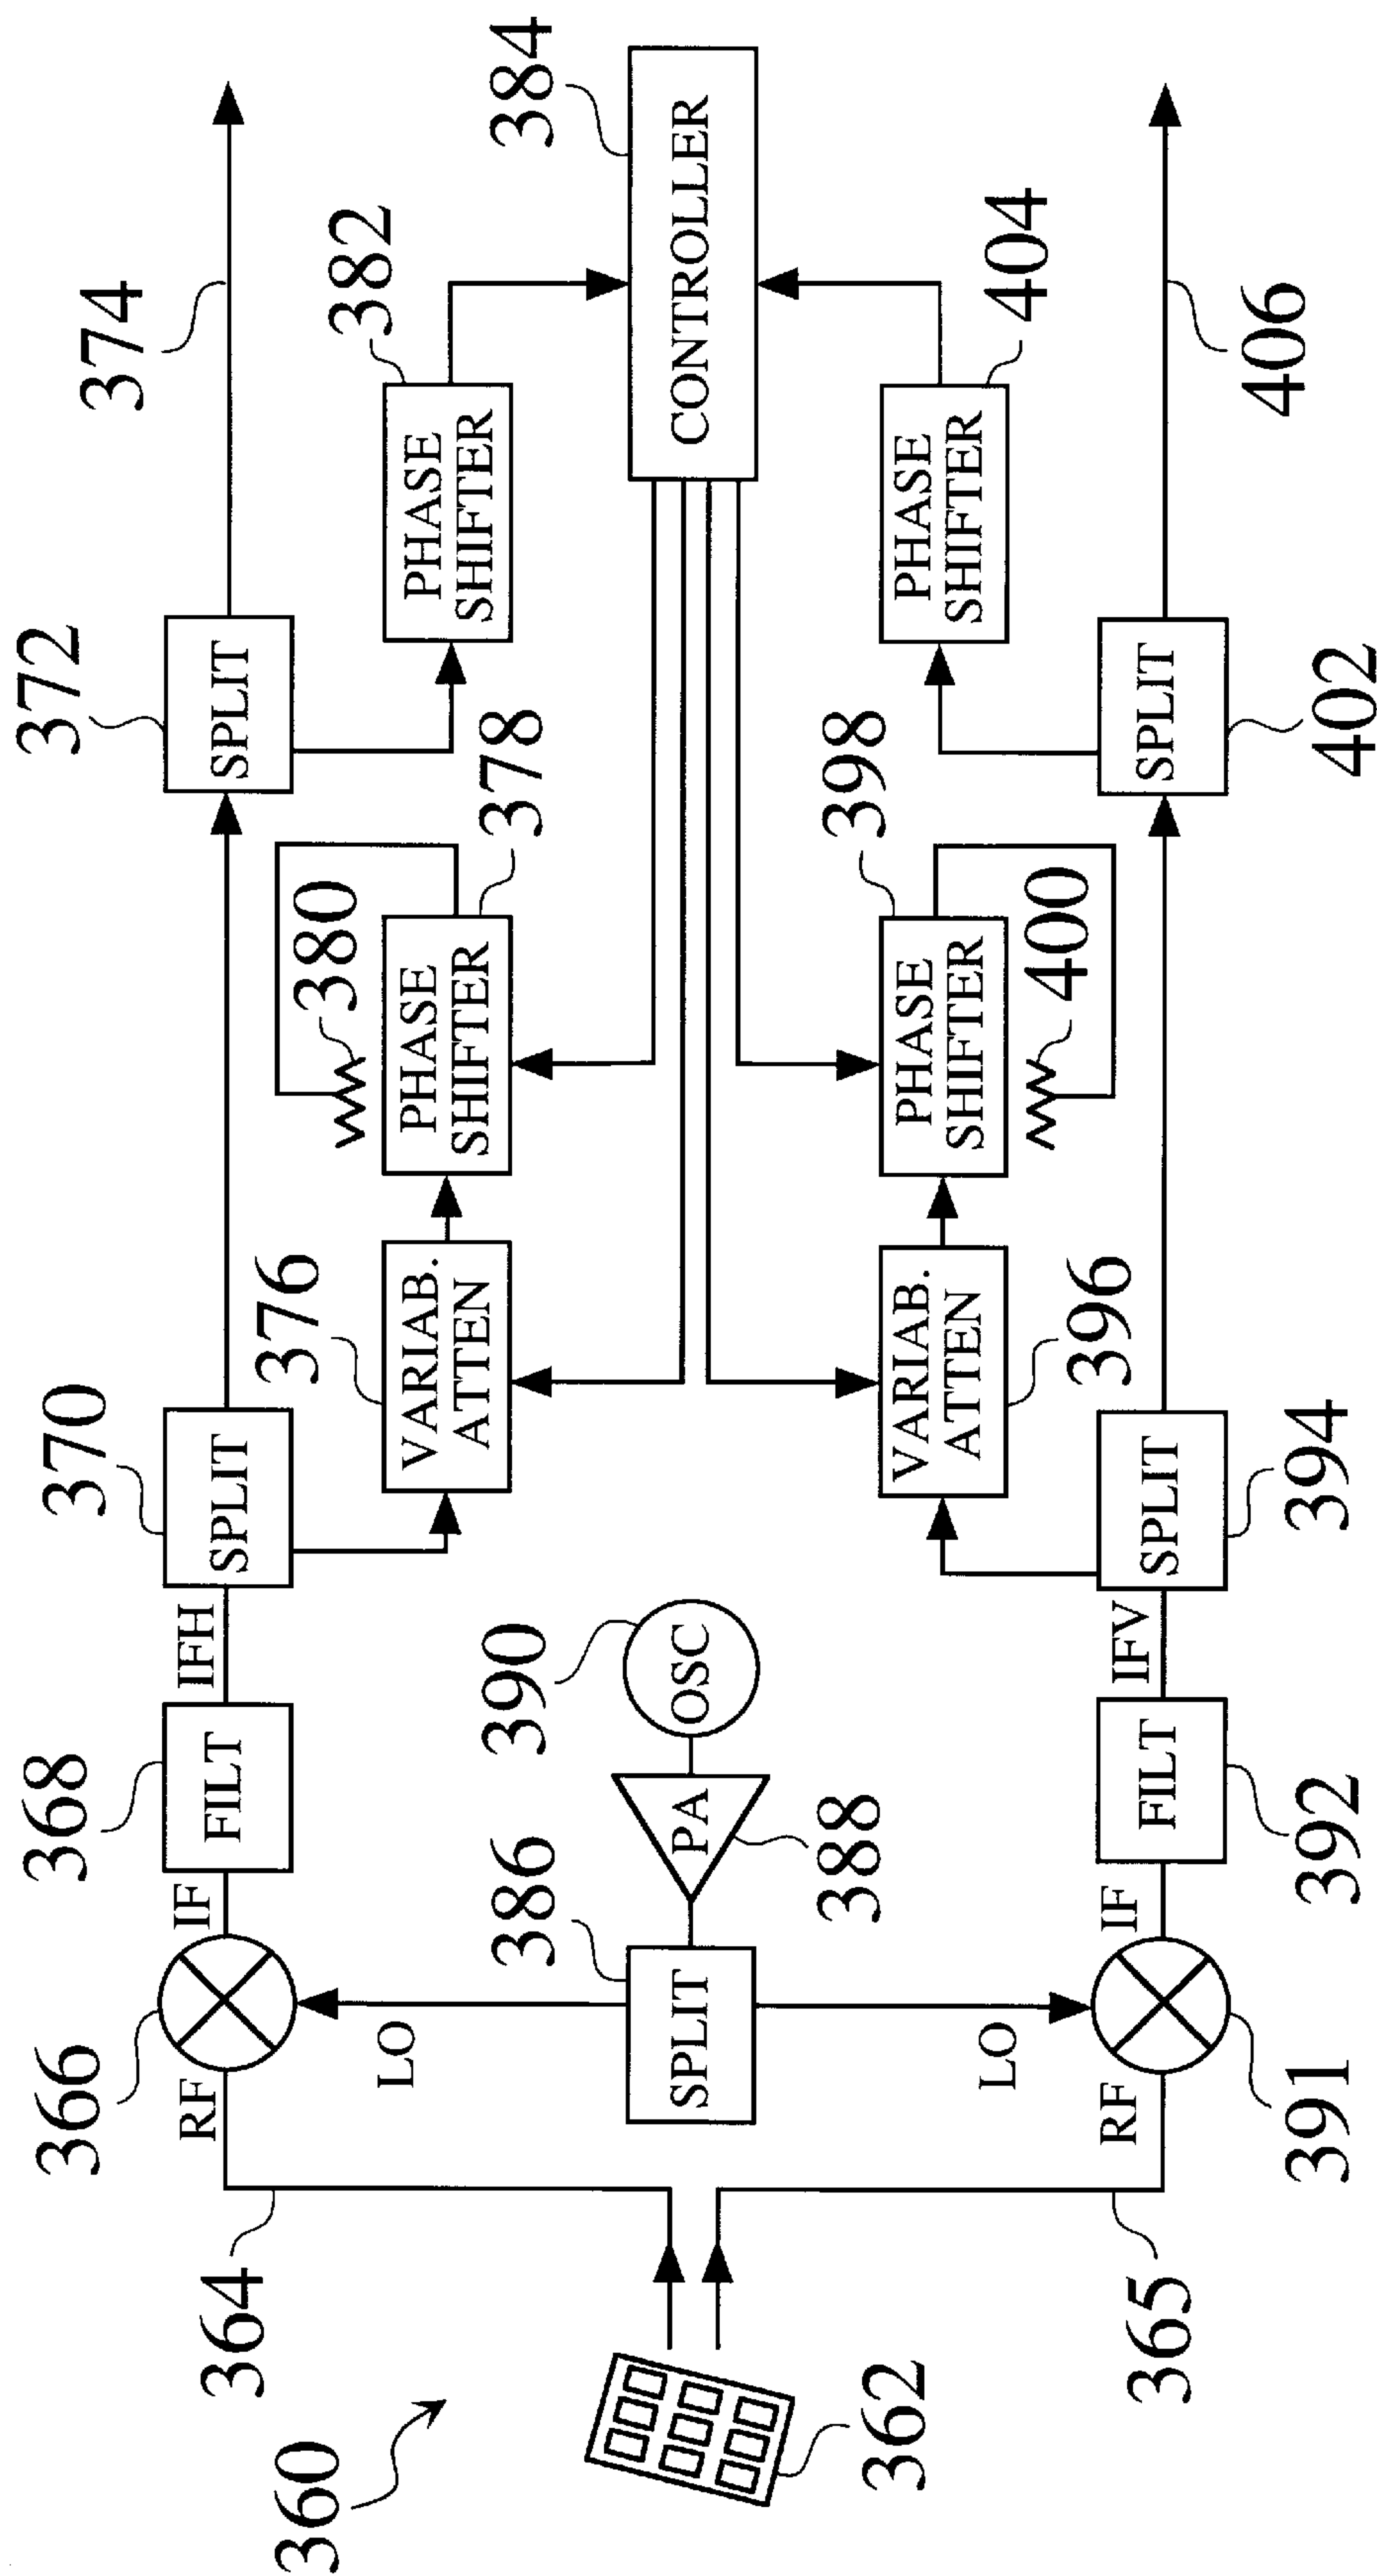 374
384
372
SPLIT
382
PHASE
SHIFTER
CONTROLLER
404
PHASE
SHIFTER
406
SPLIT
402
380
378
PHASE
SHIFTER
398
PHASE
SHIFTER
400
370
SPLIT
376
VARIAB.
ATTEN
VARIAB.
ATTEN
396
SPLIT
394
IFH
IFV
368
FILT
390
OSC
PA
388
FILT
392
IF
IF
366
386
SPLIT
LO
LO
RF
RF
391
364
365
360
362